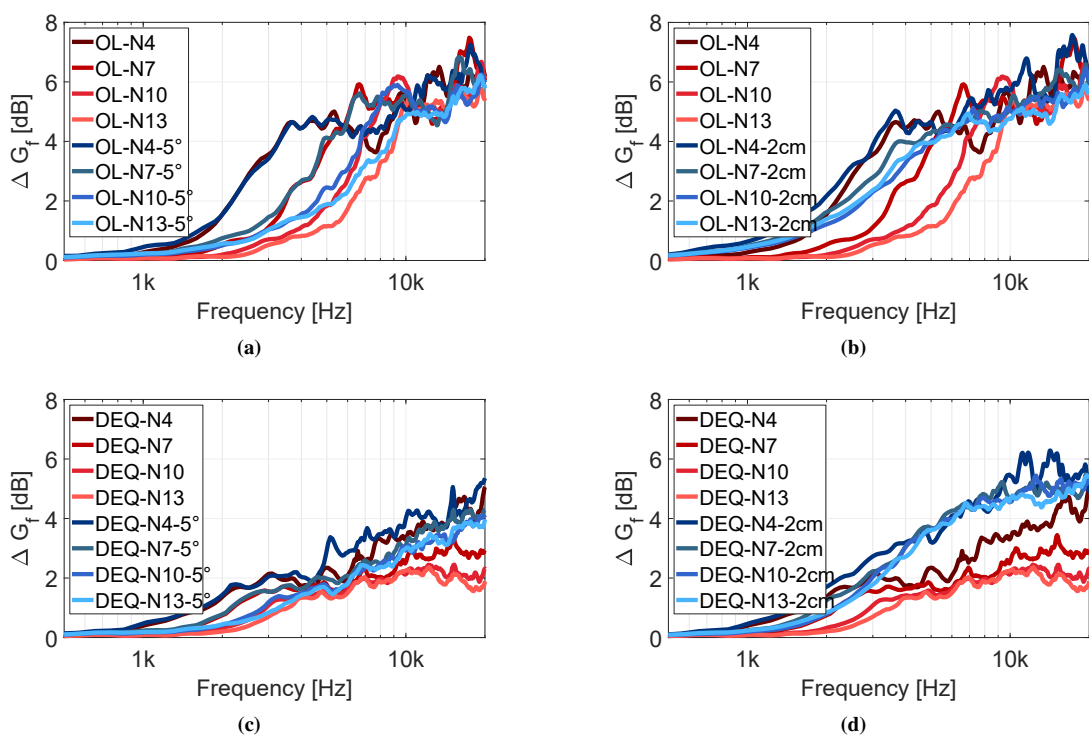 8
6
4
2
0
Δ G_f [dB]
OL-N4
OL-N7
OL-N10
OL-N13
OL-N4-5°
OL-N7-5°
OL-N10-5°
OL-N13-5°
1k 10k
Frequency [Hz]
(a)
8
6
4
2
0
Δ G_f [dB]
OL-N4
OL-N7
OL-N10
OL-N13
OL-N4-2cm
OL-N7-2cm
OL-N10-2cm
OL-N13-2cm
1k 10k
Frequency [Hz]
(b)
8
6
4
2
0
Δ G_f [dB]
DEQ-N4
DEQ-N7
DEQ-N10
DEQ-N13
DEQ-N4-5°
DEQ-N7-5°
DEQ-N10-5°
DEQ-N13-5°
1k 10k
Frequency [Hz]
(c)
8
6
4
2
0
Δ G_f [dB]
DEQ-N4
DEQ-N7
DEQ-N10
DEQ-N13
DEQ-N4-2cm
DEQ-N7-2cm
DEQ-N10-2cm
DEQ-N13-2cm
1k 10k
Frequency [Hz]
(d)